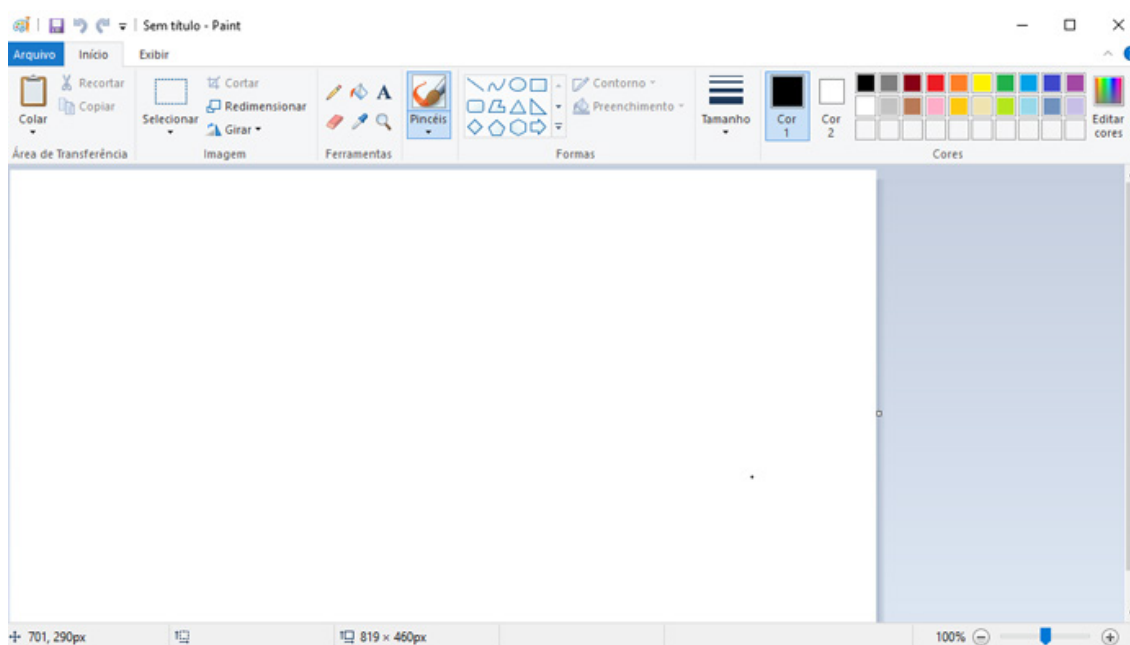 Sem título - Paint
Arquivo Início Exibir
Colar
Recortar
Copiar
Área de Transferência
Selecionar
Cortar
Redimensionar
Girar
Imagem
A
Ferramentas
Pincéis
Contorno
Preenchimento
Formas
Tamanho
Cor
1
Cor
2
Editar
cores
Cores
701, 290px
819 × 460px
100%